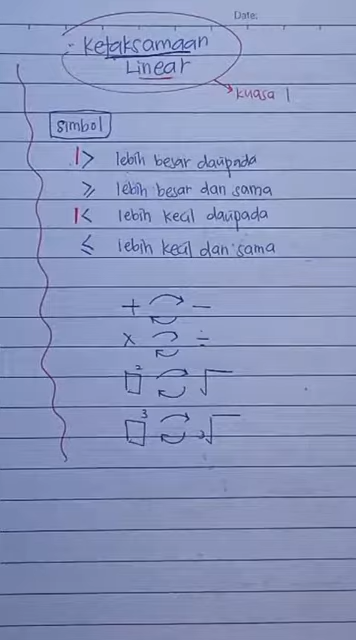 Date:
Ketaksamaan
Linear
kuasa 1
simbol
> lebih besar daripada
≥ lebih besar dan sama
< lebih kecil daripada
≤ lebih kecil dan sama
+ −
× ÷
□² √
□³ ³√